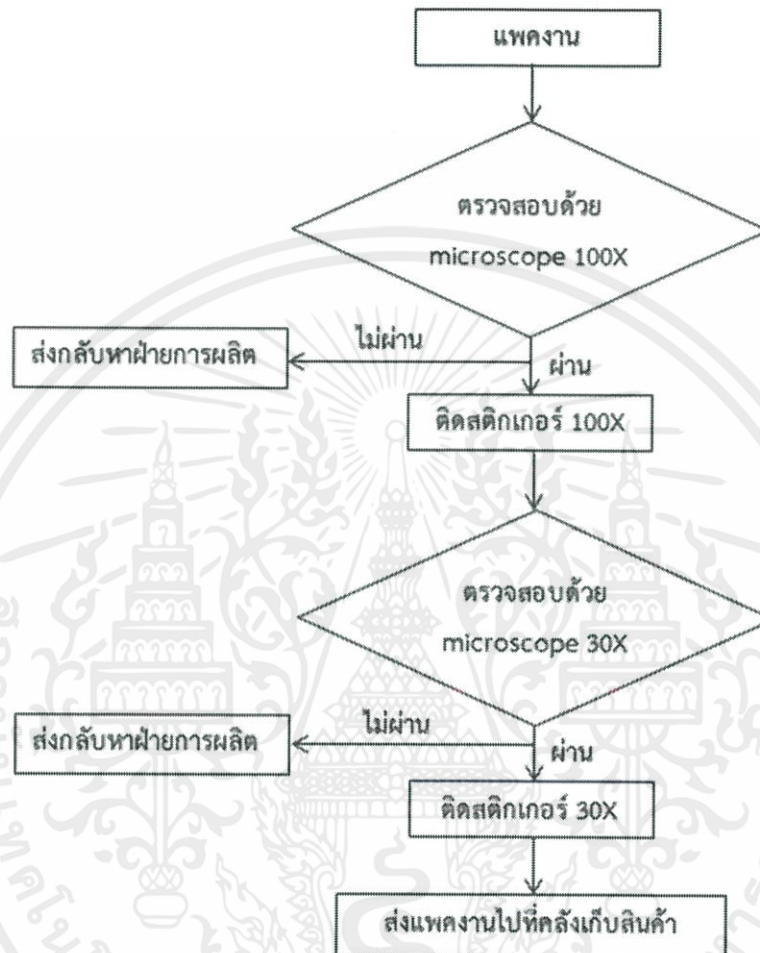 แพคงาน
ตรวจสอบด้วย
microscope 100X
ไม่ผ่าน
ส่งกลับหาฝ่ายการผลิต
ผ่าน
ติดสติกเกอร์ 100X
ตรวจสอบด้วย
microscope 30X
ไม่ผ่าน
ส่งกลับหาฝ่ายการผลิต
ผ่าน
ติดสติกเกอร์ 30X
ส่งแพคงานไปที่คลังเก็บสินค้า